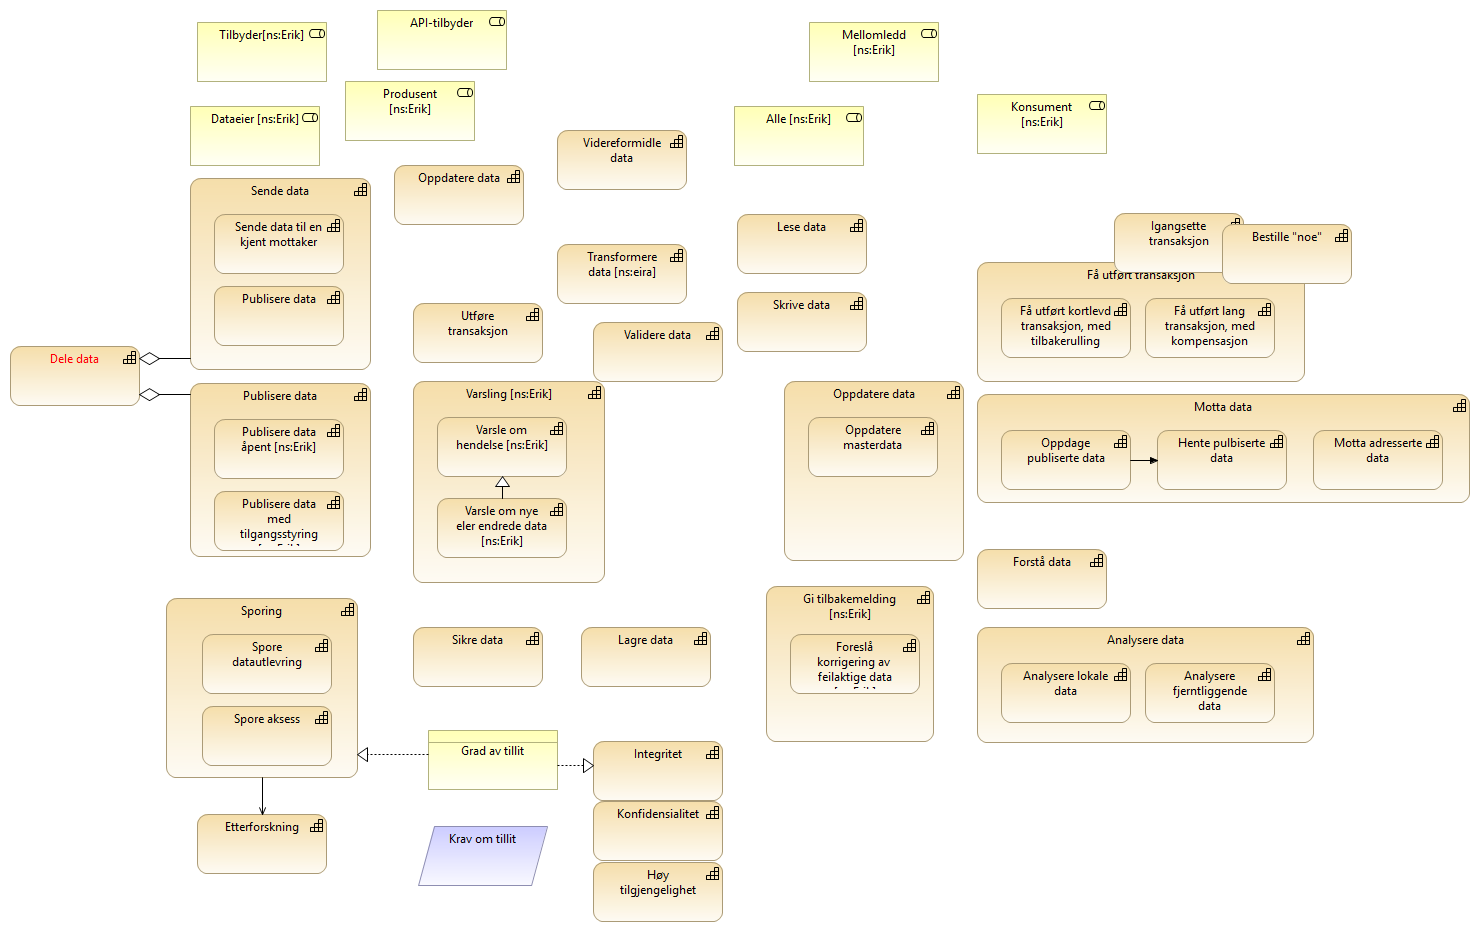 Tilbyder[ns:Erik]
API-tilbyder
Mellomledd
[ns:Erik]
Produsent
[ns:Erik]
Dataeier [ns:Erik]
Alle [ns:Erik]
Konsument
[ns:Erik]
Videreformidle
data
Sende data
Oppdatere data
Sende data til en
kjent mottaker
Publisere data
Transformere
data [ns:eira]
Lese data
Igangsette
transaksjon
Bestille "noe"
Få utført transaksjon
Få utført kortlevd
transaksjon, med
tilbakerulling
Få utført lang
transaksjon, med
kompensasjon
Utføre
transaksjon
Validere data
Skrive data
Dele data
Publisere data
Publisere data
åpent [ns:Erik]
Publisere data
med
tilgangsstyring
Varsling [ns:Erik]
Varsle om
hendelse [ns:Erik]
Varsle om nye
eler endrede data
[ns:Erik]
Oppdatere data
Oppdatere
masterdata
Motta data
Oppdage
publiserte data
Hente pulbiserte
data
Motta adresserte
data
Forstå data
Sporing
Spore
datautlevring
Spore aksess
Sikre data
Lagre data
Gi tilbakemelding
[ns:Erik]
Foreslå
korrigering av
feilaktige data
Analysere data
Analysere lokale
data
Analysere
fjerntliggende
data
Grad av tillit
Integritet
Konfidensialitet
Høy
tilgjengelighet
Krav om tillit
Etterforskning